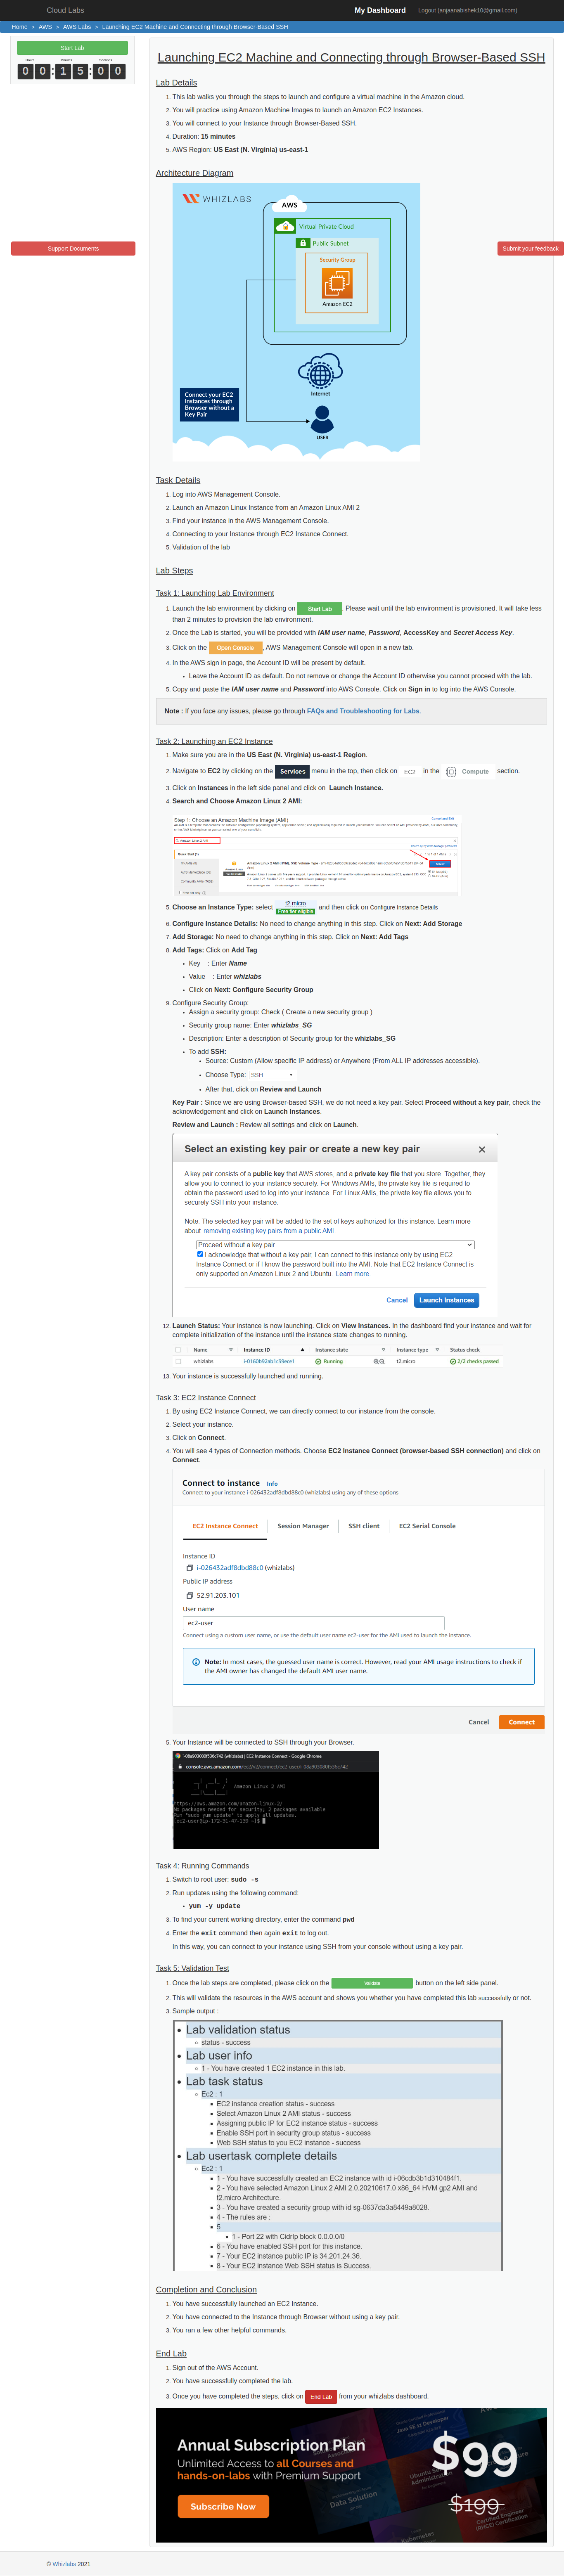 Cloud Labs
My Dashboard
Logout (anjaanabishek10@gmail.com)
Home > AWS > AWS Labs > Launching EC2 Machine and Connecting through Browser-Based SSH
Start Lab
Hours Minutes Seconds
0 0 : 1 5 : 0 0
Support Documents
Submit your feedback
Launching EC2 Machine and Connecting through Browser-Based SSH
Lab Details
1. This lab walks you through the steps to launch and configure a virtual machine in the Amazon cloud.
2. You will practice using Amazon Machine Images to launch an Amazon EC2 Instances.
3. You will connect to your Instance through Browser-Based SSH.
4. Duration: 15 minutes
5. AWS Region: US East (N. Virginia) us-east-1
Architecture Diagram
WHIZLABS
AWS
Virtual Private Cloud
Public Subnet
Security Group
Amazon EC2
Internet
Connect your EC2
Instances through
Browser without a
Key Pair
USER
Task Details
1. Log into AWS Management Console.
2. Launch an Amazon Linux Instance from an Amazon Linux AMI 2
3. Find your instance in the AWS Management Console.
4. Connecting to your Instance through EC2 Instance Connect.
5. Validation of the lab
Lab Steps
Task 1: Launching Lab Environment
1. Launch the lab environment by clicking on Start Lab. Please wait until the lab environment is provisioned. It will take less
than 2 minutes to provision the lab environment.
2. Once the Lab is started, you will be provided with IAM user name, Password, AccessKey and Secret Access Key.
3. Click on the Open Console, AWS Management Console will open in a new tab.
4. In the AWS sign in page, the Account ID will be present by default.
• Leave the Account ID as default. Do not remove or change the Account ID otherwise you cannot proceed with the lab.
5. Copy and paste the IAM user name and Password into AWS Console. Click on Sign in to log into the AWS Console.
Note : If you face any issues, please go through FAQs and Troubleshooting for Labs.
Task 2: Launching an EC2 Instance
1. Make sure you are in the US East (N. Virginia) us-east-1 Region.
2. Navigate to EC2 by clicking on the Services menu in the top, then click on EC2 in the Compute section.
3. Click on Instances in the left side panel and click on Launch Instance.
4. Search and Choose Amazon Linux 2 AMI:
Step 1: Choose an Amazon Machine Image (AMI)
Cancel and Exit
Quick Start (1)
Select
5. Choose an Instance Type: select t2.micro Free tier eligible and then click on Configure Instance Details
6. Configure Instance Details: No need to change anything in this step. Click on Next: Add Storage
7. Add Storage: No need to change anything in this step. Click on Next: Add Tags
8. Add Tags: Click on Add Tag
• Key : Enter Name
• Value : Enter whizlabs
• Click on Next: Configure Security Group
9. Configure Security Group:
• Assign a security group: Check ( Create a new security group )
• Security group name: Enter whizlabs_SG
• Description: Enter a description of Security group for the whizlabs_SG
• To add SSH:
• Source: Custom (Allow specific IP address) or Anywhere (From ALL IP addresses accessible).
• Choose Type: SSH
• After that, click on Review and Launch
Key Pair : Since we are using Browser-based SSH, we do not need a key pair. Select Proceed without a key pair, check the
acknowledgement and click on Launch Instances.
Review and Launch : Review all settings and click on Launch.
Select an existing key pair or create a new key pair ×
A key pair consists of a public key that AWS stores, and a private key file that you store. Together, they
allow you to connect to your instance securely. For Windows AMIs, the private key file is required to
obtain the password used to log into your instance. For Linux AMIs, the private key file allows you to
securely SSH into your instance.
Note: The selected key pair will be added to the set of keys authorized for this instance. Learn more
about removing existing key pairs from a public AMI.
Proceed without a key pair
I acknowledge that without a key pair, I can connect to this instance only by using EC2
Instance Connect or if I know the password built into the AMI. Note that EC2 Instance Connect is
only supported on Amazon Linux 2 and Ubuntu. Learn more.
Cancel Launch Instances
12. Launch Status: Your instance is now launching. Click on View Instances. In the dashboard find your instance and wait for
complete initialization of the instance until the instance state changes to running.
Name Instance ID Instance state Instance type Status check
whizlabs i-0160b92ab1c39ece1 Running t2.micro 2/2 checks passed
13. Your instance is successfully launched and running.
Task 3: EC2 Instance Connect
1. By using EC2 Instance Connect, we can directly connect to our instance from the console.
2. Select your instance.
3. Click on Connect.
4. You will see 4 types of Connection methods. Choose EC2 Instance Connect (browser-based SSH connection) and click on
Connect.
Connect to instance Info
Connect to your instance i-026432adf8dbd88c0 (whizlabs) using any of these options
EC2 Instance Connect Session Manager SSH client EC2 Serial Console
Instance ID
i-026432adf8dbd88c0 (whizlabs)
Public IP address
52.91.203.101
User name
ec2-user
Connect using a custom user name, or use the default user name ec2-user for the AMI used to launch the instance.
Note: In most cases, the guessed user name is correct. However, read your AMI usage instructions to check if
the AMI owner has changed the default AMI user name.
Cancel Connect
5. Your Instance will be connected to SSH through your Browser.
i-08a903080f536c742 (whizlabs) | EC2 Instance Connect - Google Chrome
console.aws.amazon.com/ec2/v2/connect/ec2-user/i-08a903080f536c742
Amazon Linux 2 AMI
https://aws.amazon.com/amazon-linux-2/
No packages needed for security; 2 packages available
Run "sudo yum update" to apply all updates.
[ec2-user@ip-172-31-47-130 ~]$
Task 4: Running Commands
1. Switch to root user: sudo -s
2. Run updates using the following command:
• yum -y update
3. To find your current working directory, enter the command pwd
4. Enter the exit command then again exit to log out.
In this way, you can connect to your instance using SSH from your console without using a key pair.
Task 5: Validation Test
1. Once the lab steps are completed, please click on the Validate button on the left side panel.
2. This will validate the resources in the AWS account and shows you whether you have completed this lab successfully or not.
3. Sample output :
• Lab validation status
status - success
• Lab user info
1 - You have created 1 EC2 instance in this lab.
• Lab task status
Ec2 : 1
EC2 instance creation status - success
Select Amazon Linux 2 AMI status - success
Assigning public IP for EC2 instance status - success
Enable SSH port in security group status - success
Web SSH status to you EC2 instance - success
• Lab usertask complete details
Ec2 : 1
1 - You have successfully created an EC2 instance with id i-06cdb3b1d310484f1.
2 - You have selected Amazon Linux 2 AMI 2.0.20210617.0 x86_64 HVM gp2 AMI and
t2.micro Architecture.
3 - You have created a security group with id sg-0637da3a8449a8028.
4 - The rules are :
5
1 - Port 22 with CidrIp block 0.0.0.0/0
6 - You have enabled SSH port for this instance.
7 - Your EC2 instance public IP is 34.201.24.36.
8 - Your EC2 instance Web SSH status is Success.
Completion and Conclusion
1. You have successfully launched an EC2 Instance.
2. You have connected to the Instance through Browser without using a key pair.
3. You ran a few other helpful commands.
End Lab
1. Sign out of the AWS Account.
2. You have successfully completed the lab.
3. Once you have completed the steps, click on End Lab from your whizlabs dashboard.
Annual Subscription Plan
Unlimited Access to all Courses and
hands-on-labs with Premium Support
Subscribe Now
$99
$199
© Whizlabs 2021